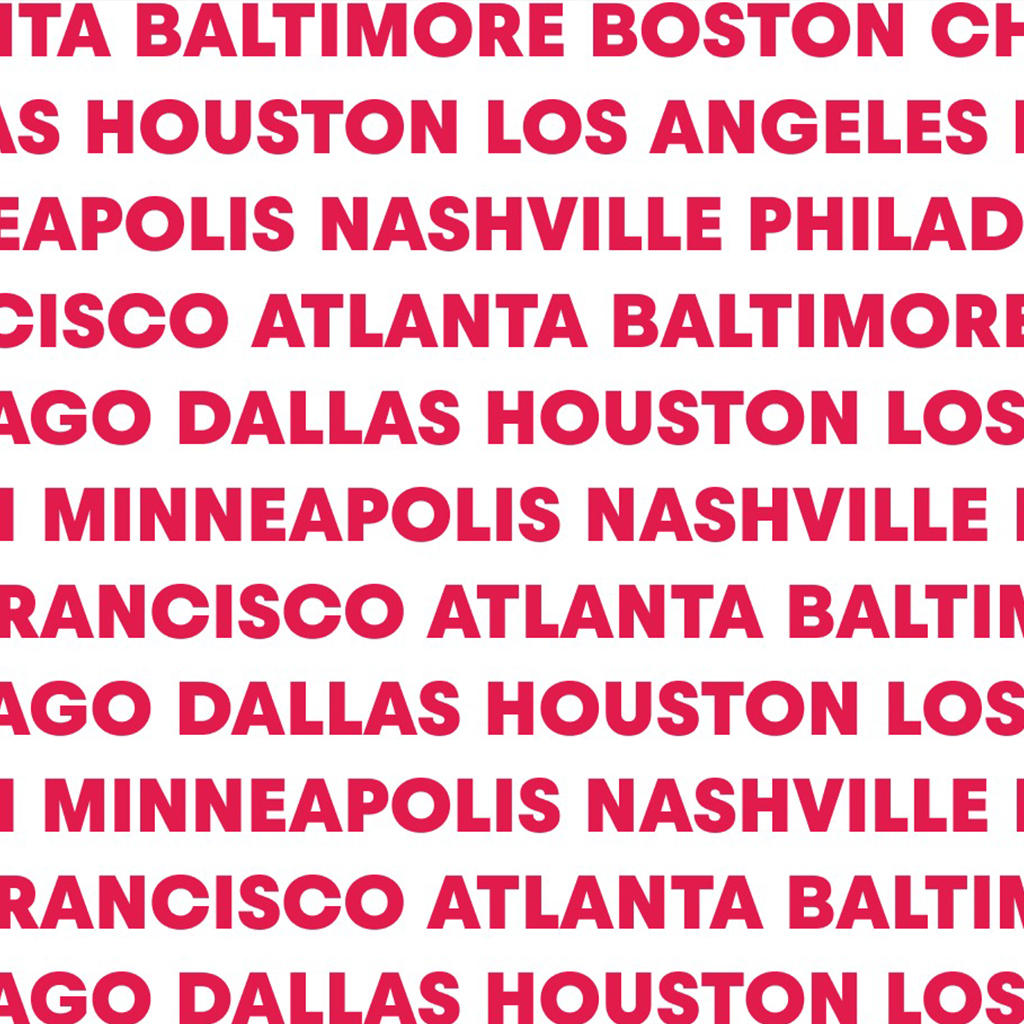 NTA BALTIMORE BOSTON CH
AS HOUSTON LOS ANGELES
EAPOLIS NASHVILLE PHILAD
CISCO ATLANTA BALTIMORE
AGO DALLAS HOUSTON LOS
MINNEAPOLIS NASHVILLE
RANCISCO ATLANTA BALTIM
AGO DALLAS HOUSTON LOS
MINNEAPOLIS NASHVILLE
RANCISCO ATLANTA BALTIM
AGO DALLAS HOUSTON LOS